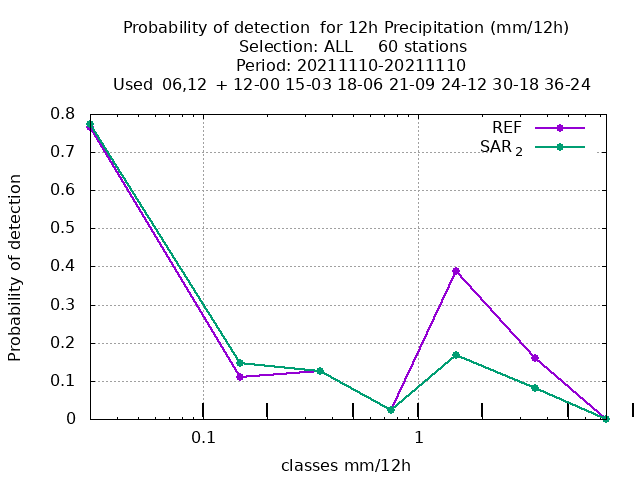 Probability of detection  for 12h Precipitation (mm/12h)
Selection: ALL     60 stations
Period: 20211110-20211110
Used  06,12  + 12-00 15-03 18-06 21-09 24-12 30-18 36-24
REF
SAR 2
0.8
0.7
0.6
0.5
0.4
0.3
0.2
0.1
0
Probability of detection
0.1
1
classes mm/12h